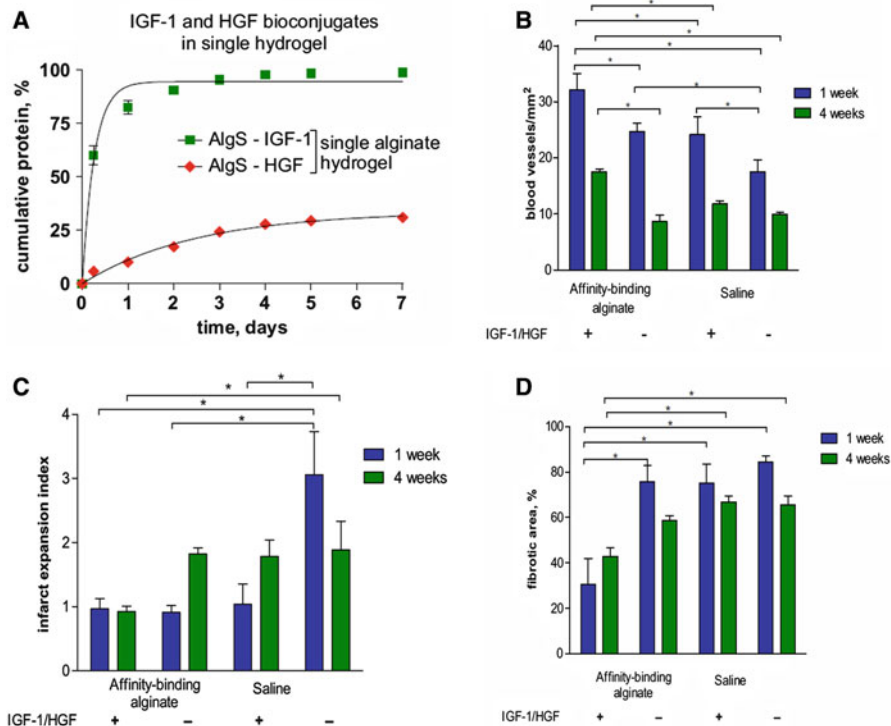 A
IGF-1 and HGF bioconjugates
in single hydrogel
cumulative protein, %
100
75
50
25
0
AlgS - IGF-1
AlgS - HGF
single alginate
hydrogel
0 1 2 3 4 5 6 7
time, days
B
* * * * * * * *
blood vessels/mm²
40
30
20
10
0
1 week
4 weeks
Affinity-binding
alginate
Saline
IGF-1/HGF + - + -
C
* * * *
infarct expansion index
4
3
2
1
0
1 week
4 weeks
Affinity-binding
alginate
Saline
IGF-1/HGF + – + –
D
* * * * *
fibrotic area, %
100
80
60
40
20
0
1 week
4 weeks
Affinity-binding
alginate
Saline
IGF-1/HGF + - + -